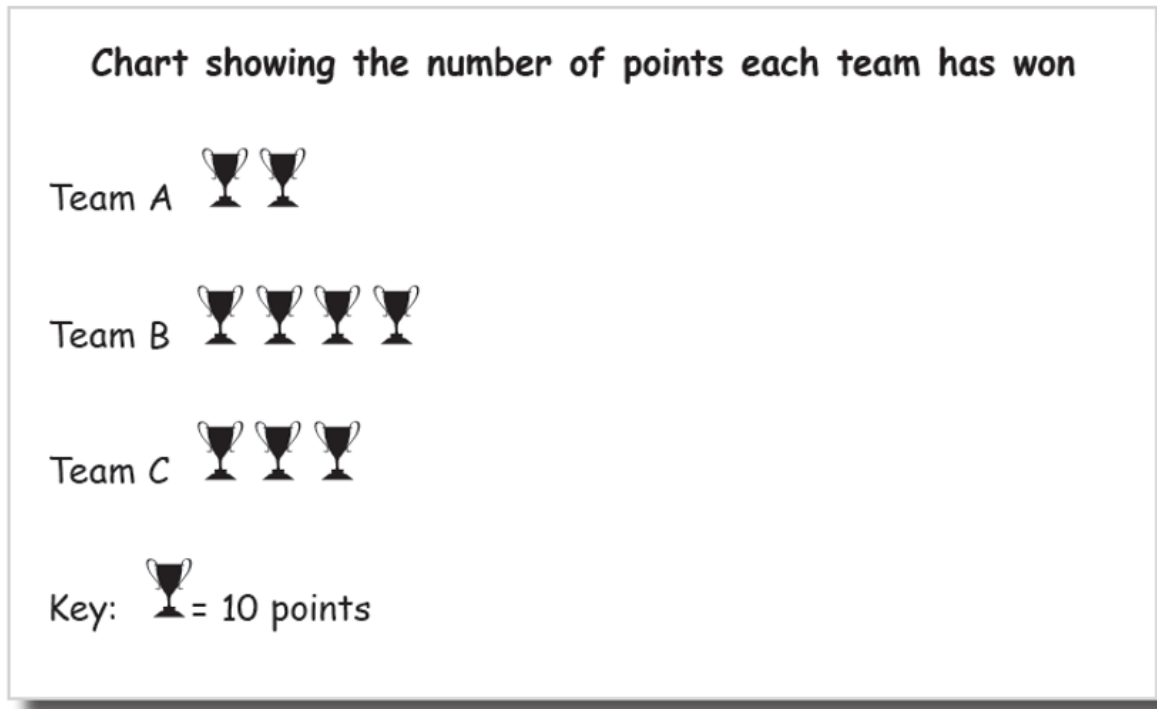 Chart showing the number of points each team has won
Team A
Team B
Team C
Key: = 10 points